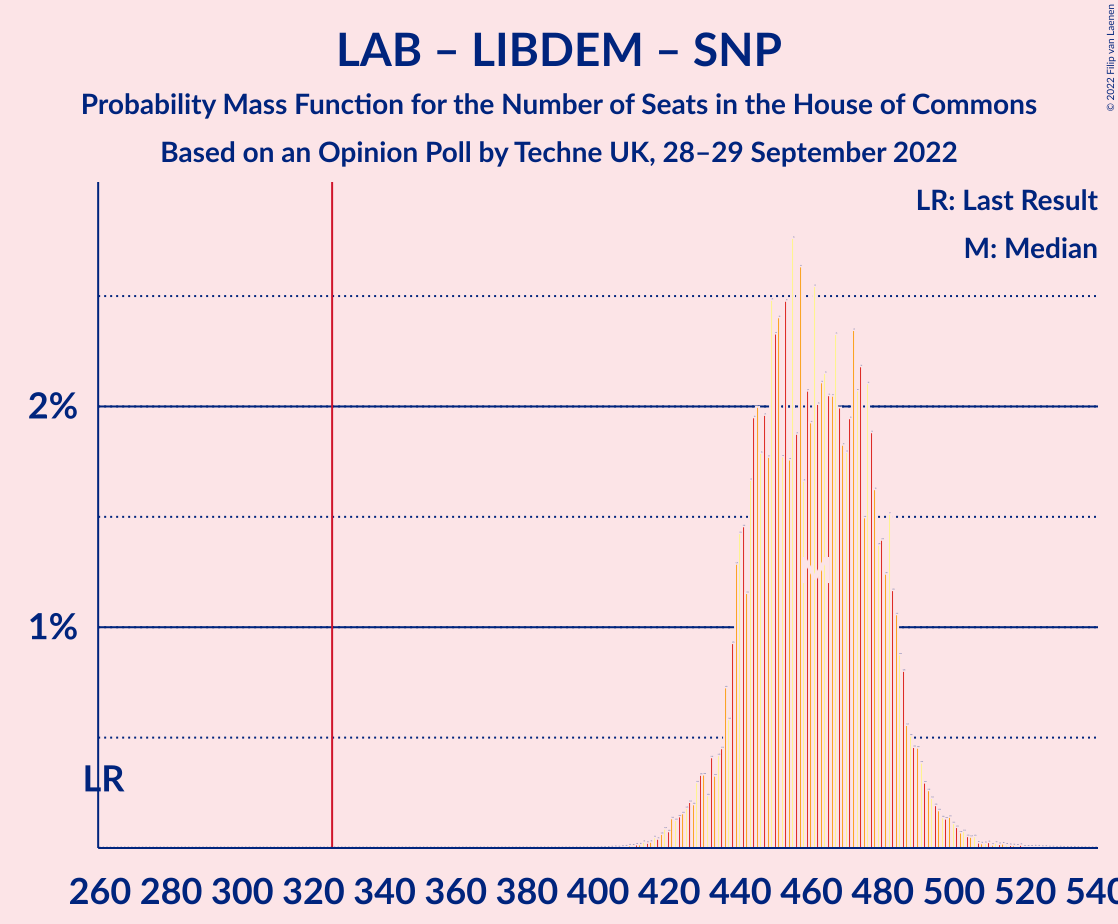 LAB – LIBDEM – SNP
Probability Mass Function for the Number of Seats in the House of Commons
Based on an Opinion Poll by Techne UK, 28–29 September 2022
© 2022 Filip van Laenen
LR: Last Result
M: Median
2%
1%
LR
260 280 300 320 340 360 380 400 420 440 460 480 500 520 540